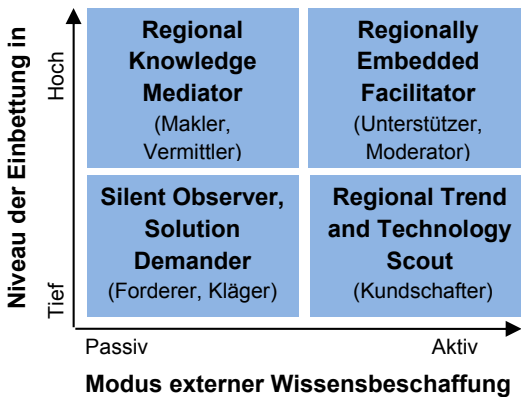 Niveau der Einbettung in
Hoch
Tief
Regional
Knowledge
Mediator
(Makler,
Vermittler)
Regionally
Embedded
Facilitator
(Unterstützer,
Moderator)
Silent Observer,
Solution
Demander
(Forderer, Kläger)
Regional Trend
and Technology
Scout
(Kundschafter)
Passiv
Aktiv
Modus externer Wissensbeschaffung